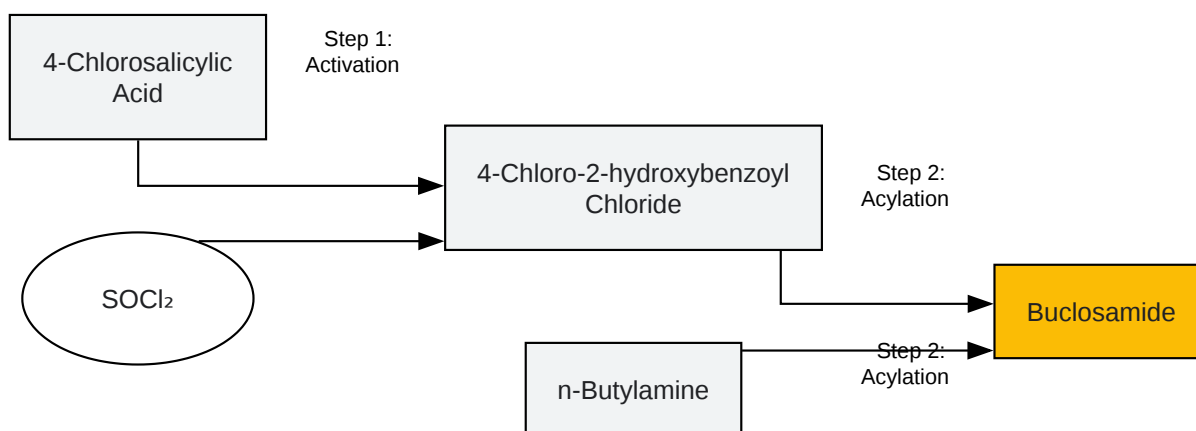 4-Chlorosalicylic
Acid
Step 1:
Activation
4-Chloro-2-hydroxybenzoyl
Chloride
Step 2:
Acylation
SOCl₂
Buclosamide
n-Butylamine
Step 2:
Acylation